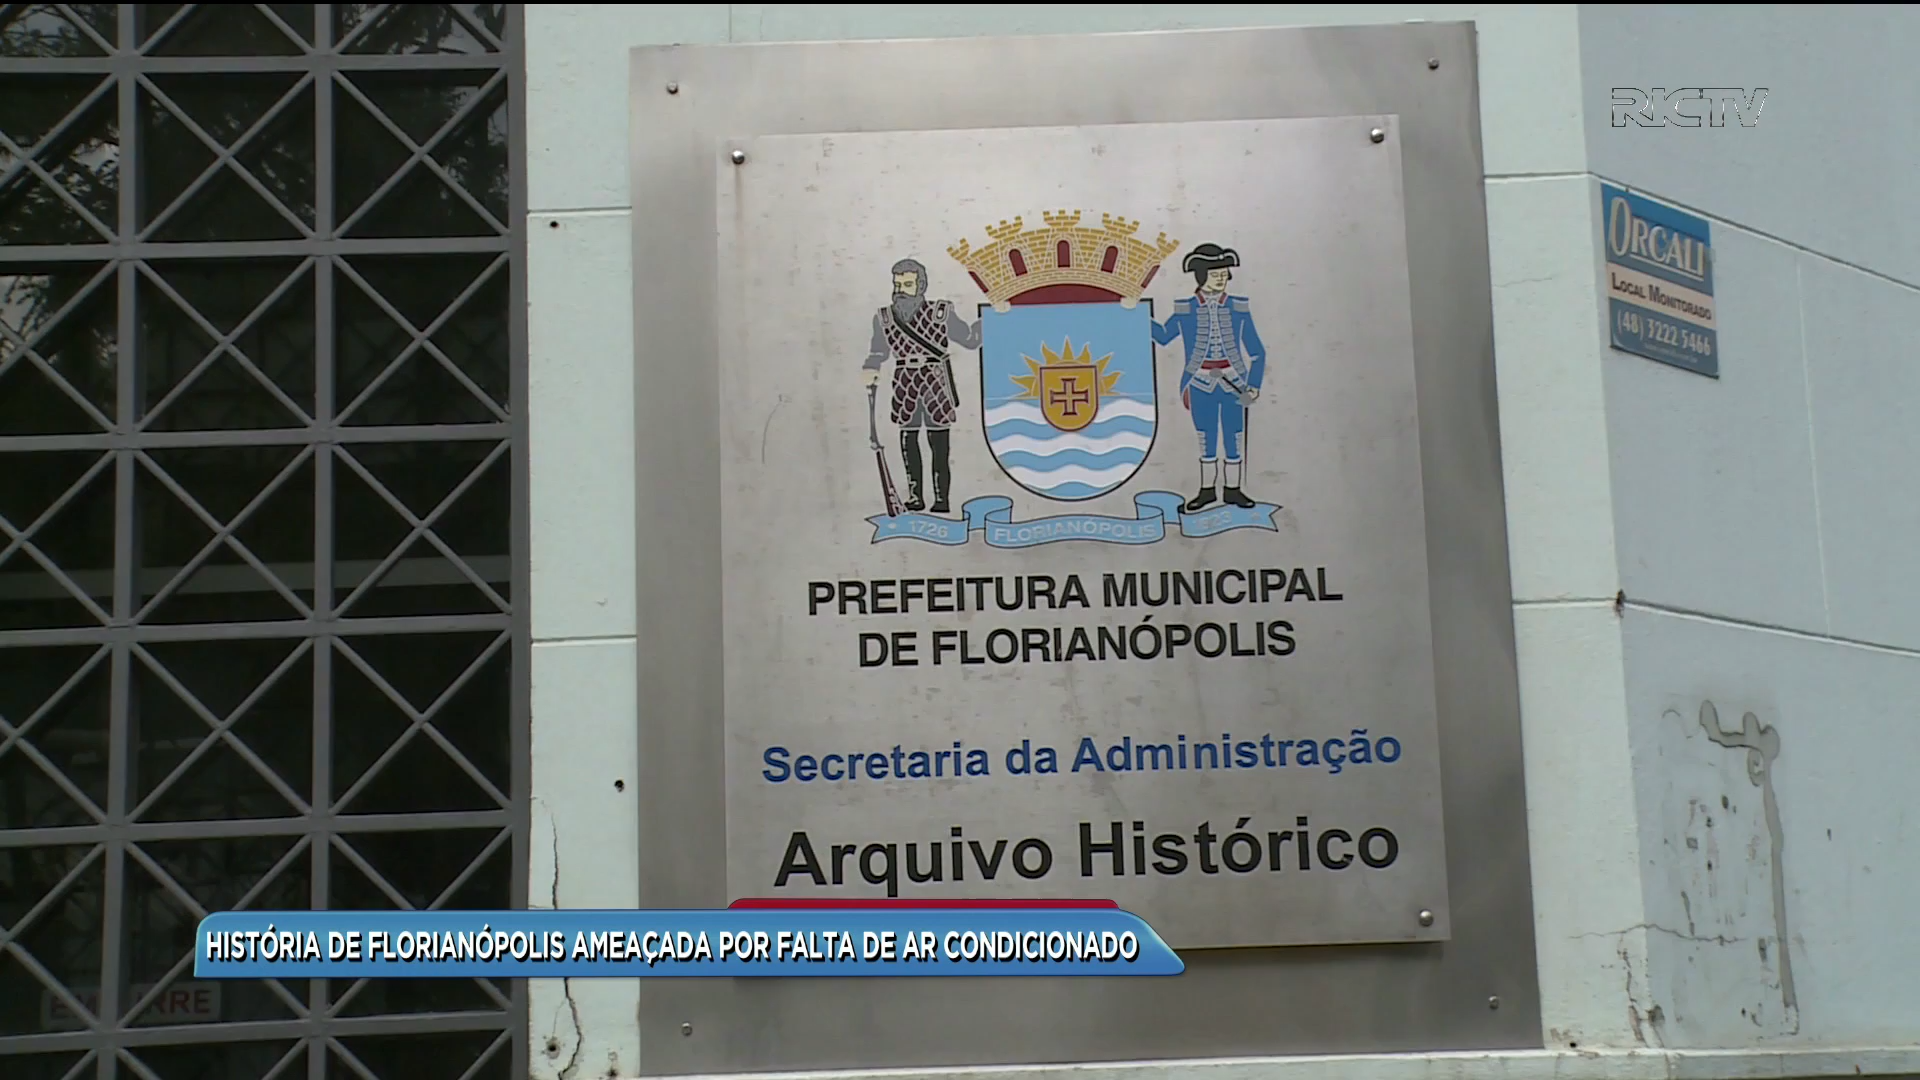 RICTV
ORCALI
LOCAL MONITORADO
(48) 3222 5466
1726 FLORIANÓPOLIS 1823
PREFEITURA MUNICIPAL
DE FLORIANÓPOLIS
Secretaria da Administração
Arquivo Histórico
HISTÓRIA DE FLORIANÓPOLIS AMEAÇADA POR FALTA DE AR CONDICIONADO